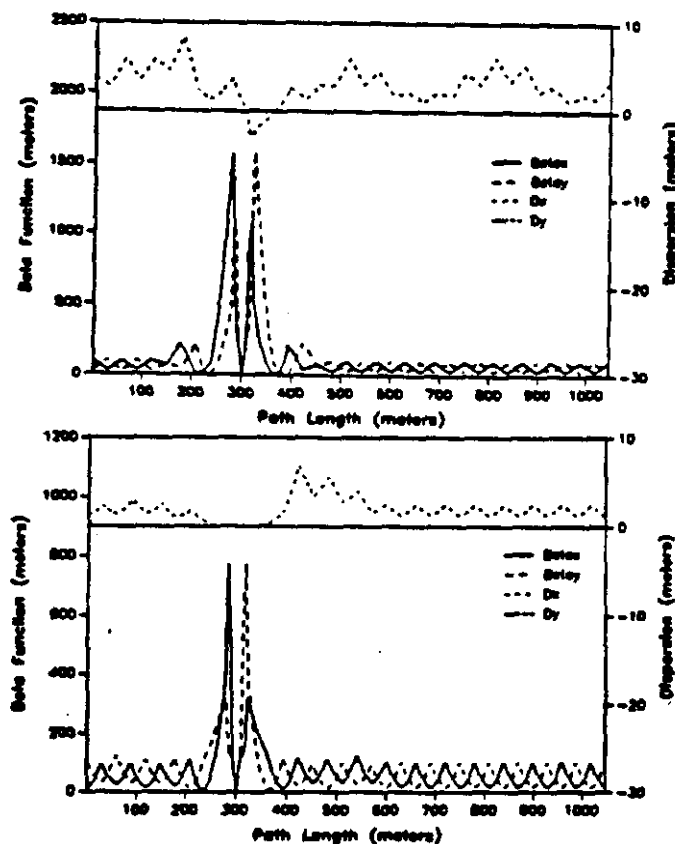 2500
2000
1500
1000
500
0
Beta Function (meters)
10
0
−10
−20
−30
Dispersion (meters)
Betax
Betay
Dx
Dy
100 200 300 400 500 600 700 800 900 1000
Path Length (meters)
1200
1000
800
600
400
200
0
Beta Function (meters)
10
0
−10
−20
−30
Dispersion (meters)
Betax
Betay
Dx
Dy
100 200 300 400 500 600 700 800 900 1000
Path Length (meters)